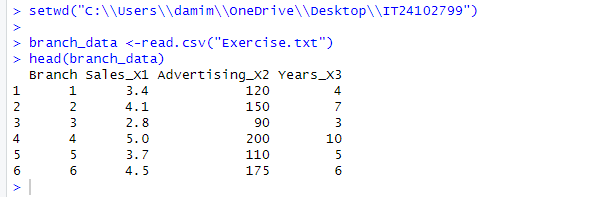 > setwd("C:\\Users\\damim\\OneDrive\\Desktop\\IT24102799")
>
> branch_data <-read.csv("Exercise.txt")
> head(branch_data)
  Branch Sales_X1 Advertising_X2 Years_X3
1      1      3.4            120        4
2      2      4.1            150        7
3      3      2.8             90        3
4      4      5.0            200       10
5      5      3.7            110        5
6      6      4.5            175        6
>